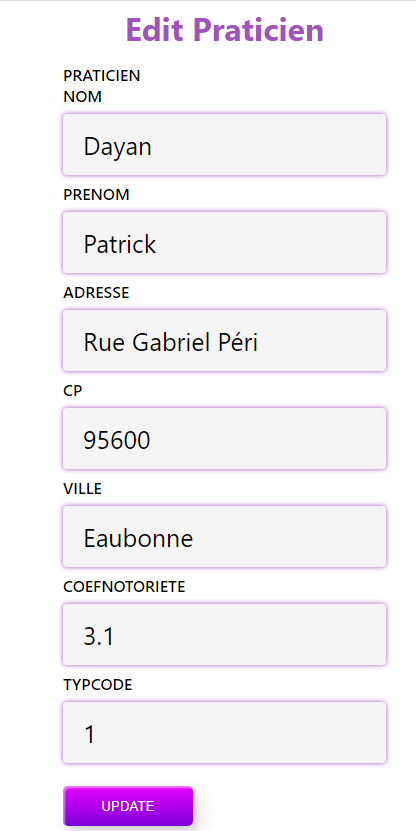 Edit Praticien
PRATICIEN
NOM
Dayan
PRENOM
Patrick
ADRESSE
Rue Gabriel Péri
CP
95600
VILLE
Eaubonne
COEFNOTORIETE
3.1
TYPCODE
1
UPDATE